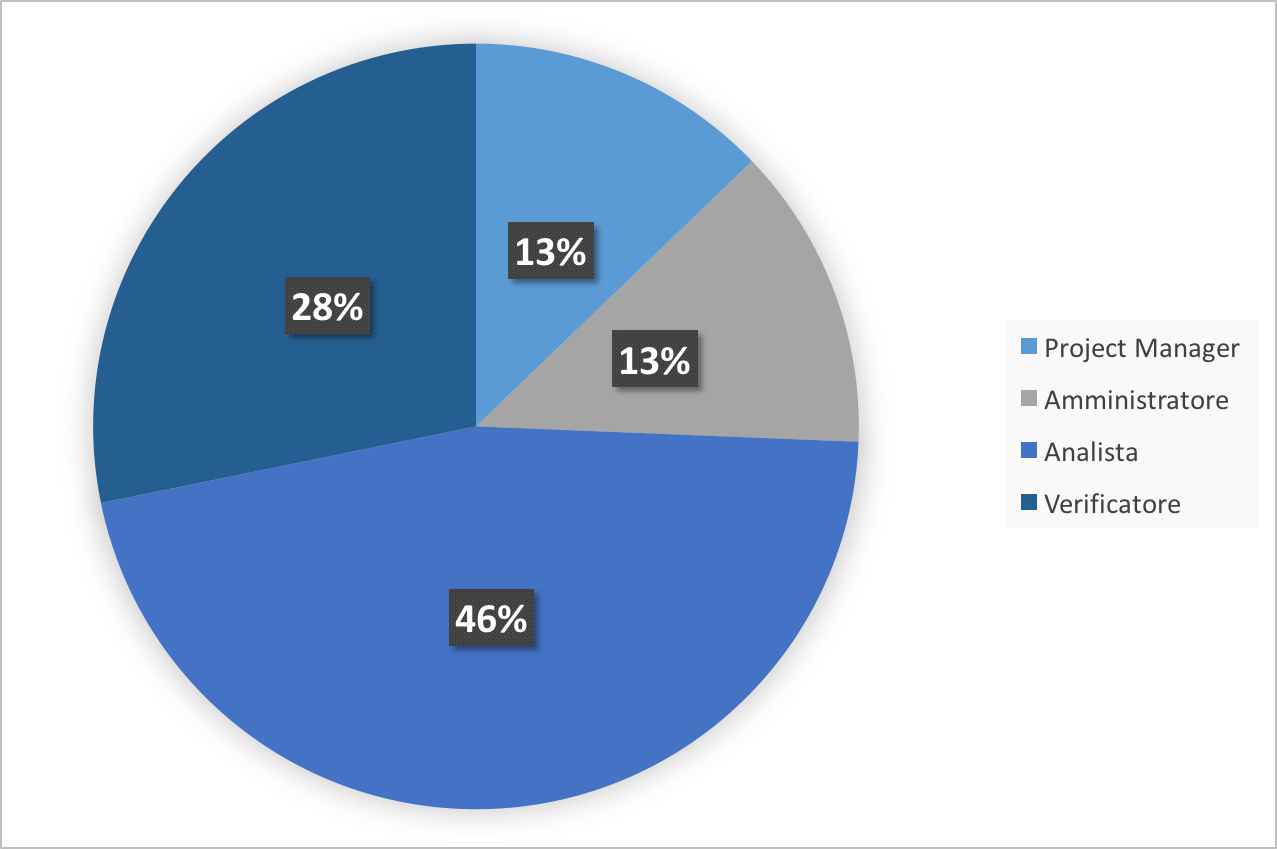 13%
28%
13%
46%
Project Manager
Amministratore
Analista
Verificatore